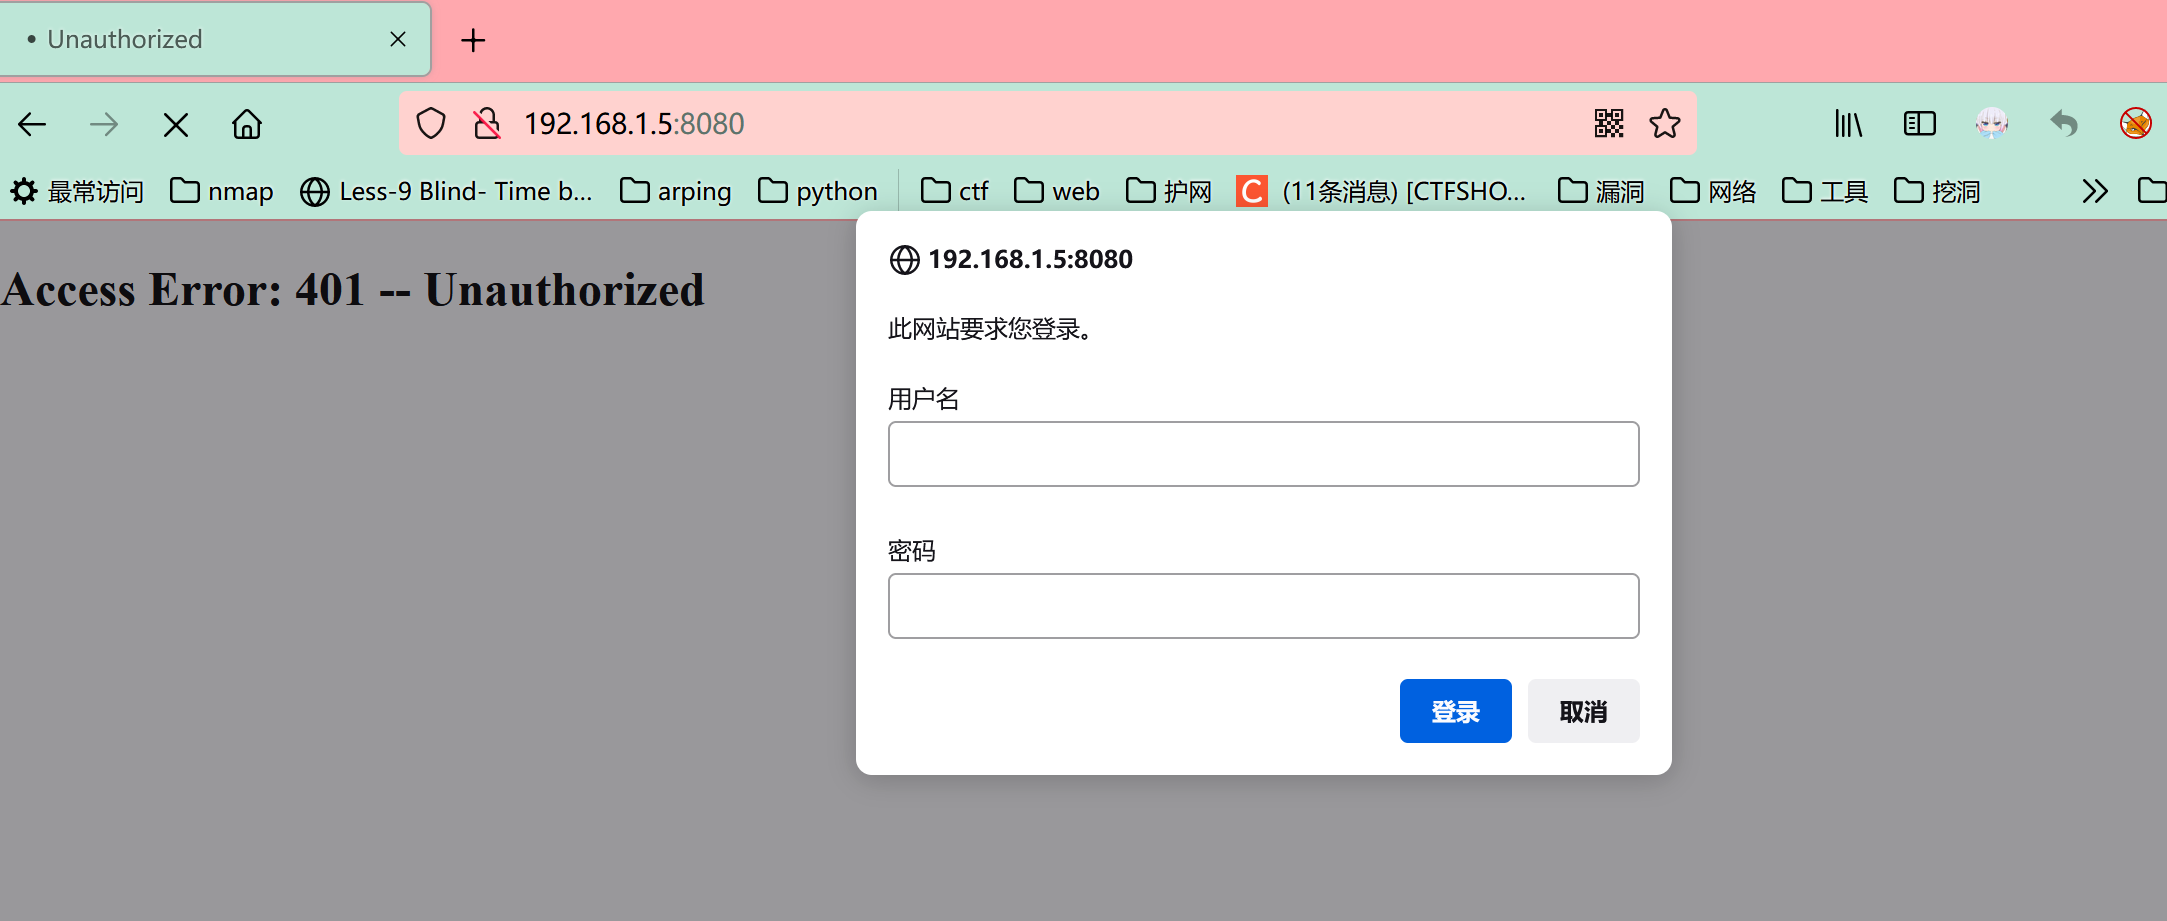 • Unauthorized
192.168.1.5:8080
最常访问 nmap Less-9 Blind- Time b... arping python ctf web 护网 C (11条消息) [CTFSHO... 漏洞 网络 工具 挖洞
Access Error: 401 -- Unauthorized
192.168.1.5:8080
此网站要求您登录。
用户名
密码
登录 取消